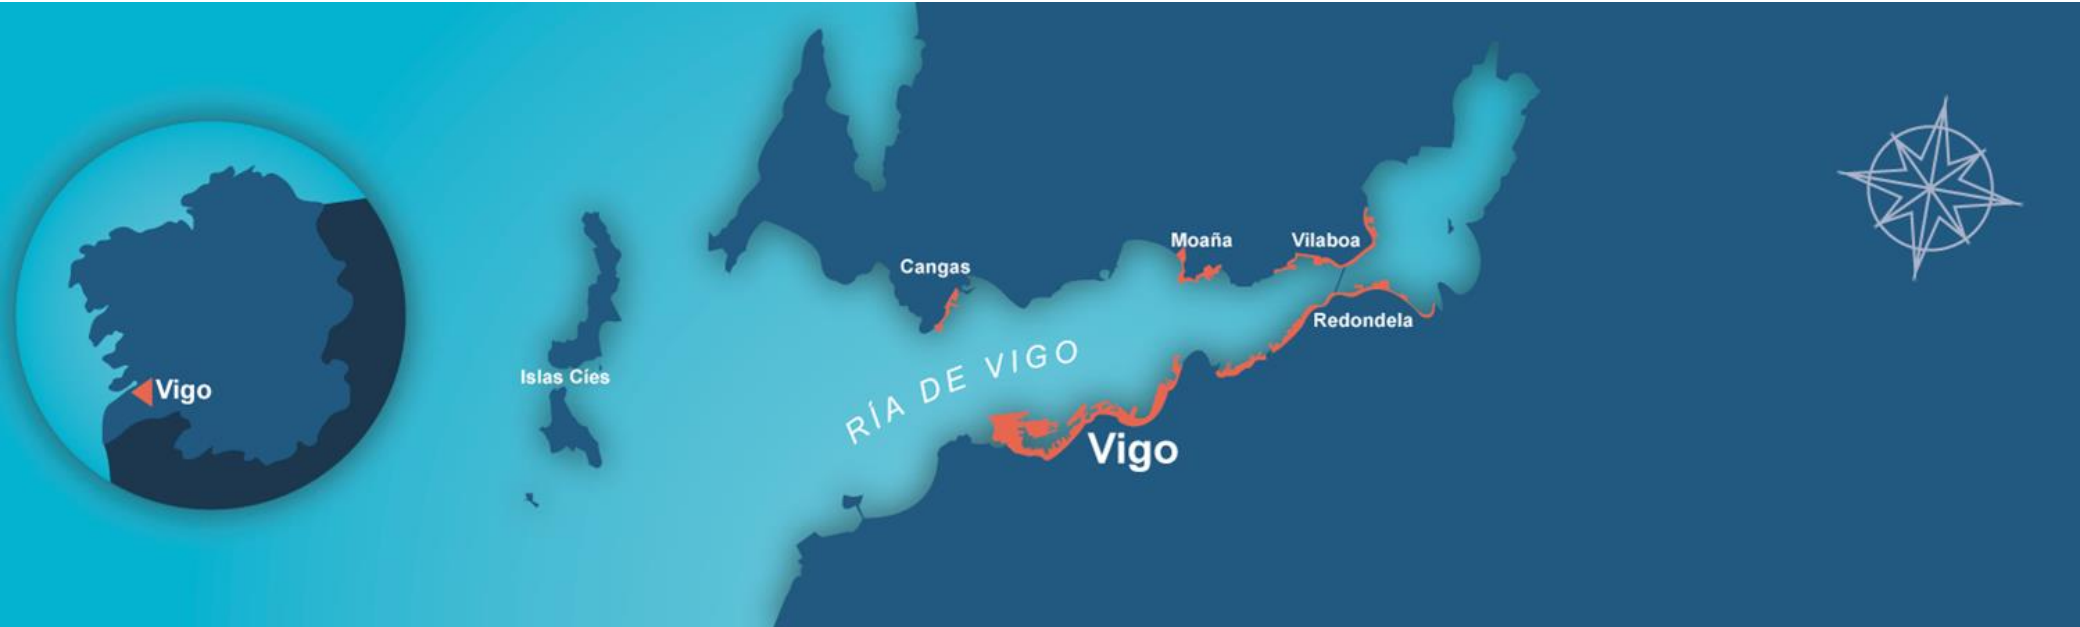 Vigo
Islas Cíes
Cangas
Moaña
Vilaboa
Redondela
RÍA DE VIGO
Vigo